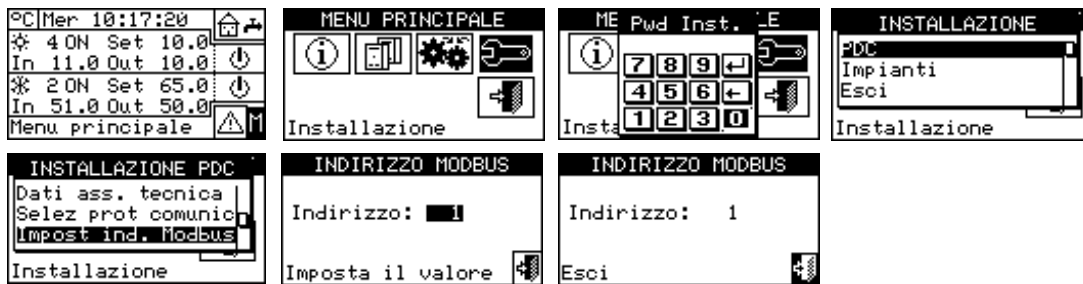 °C Mer 10:17:20
4 ON Set 10.0
In 11.0 Out 10.0
2 ON Set 65.0
In 51.0 Out 50.0
Menu principale M
MENU PRINCIPALE
i
Installazione
ME Pwd Inst. LE
i
7 8 9
4 5 6
1 2 3 0
Insta
INSTALLAZIONE
PDC
Impianti
Esci
Installazione
INSTALLAZIONE PDC
Dati ass. tecnica
Selez prot comunic
Impost ind. Modbus
Installazione
INDIRIZZO MODBUS
Indirizzo: 1
Imposta il valore
INDIRIZZO MODBUS
Indirizzo: 1
Esci